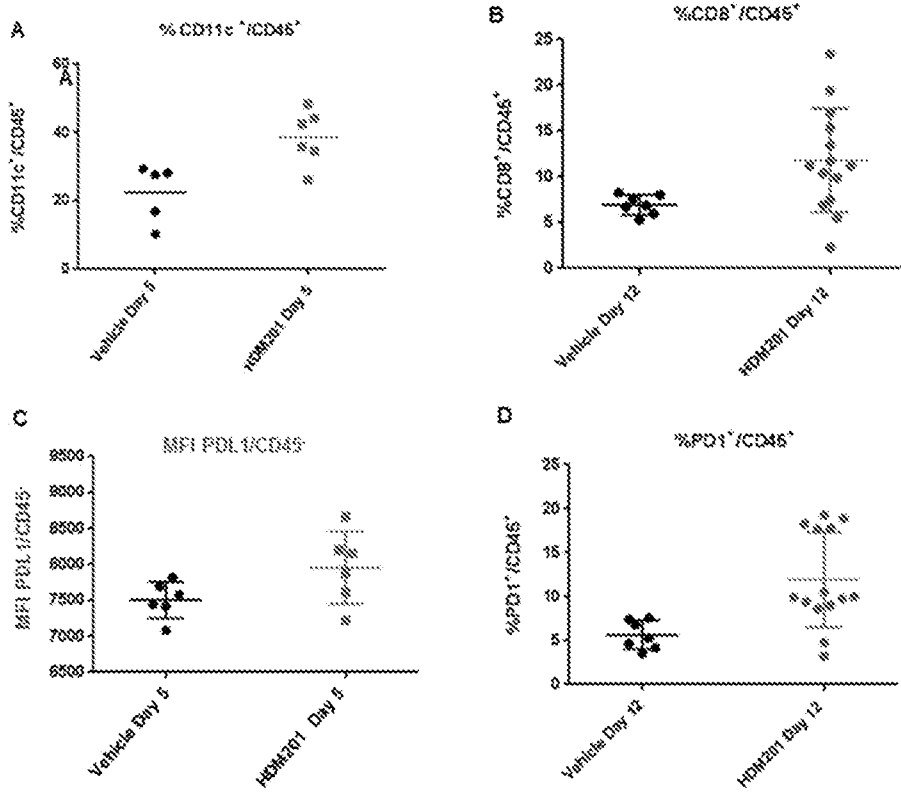 A
% CD11c⁺/CD45⁺
60
A
40
20
0
%CD11c⁺/CD45⁺
Vehicle Day 5
HDM201 Day 5
B
%CD8⁺/CD45⁺
25
20
15
10
5
0
%CD8⁺/CD45⁺
Vehicle Day 12
HDM201 Day 12
C
MFI PDL1/CD45⁻
9500
9000
8500
8000
7500
7000
6500
MFI PDL1/CD45⁻
Vehicle Day 5
HDM201 Day 5
D
%PD1⁺/CD45⁺
25
20
15
10
5
0
%PD1⁺/CD45⁺
Vehicle Day 12
HDM201 Day 12